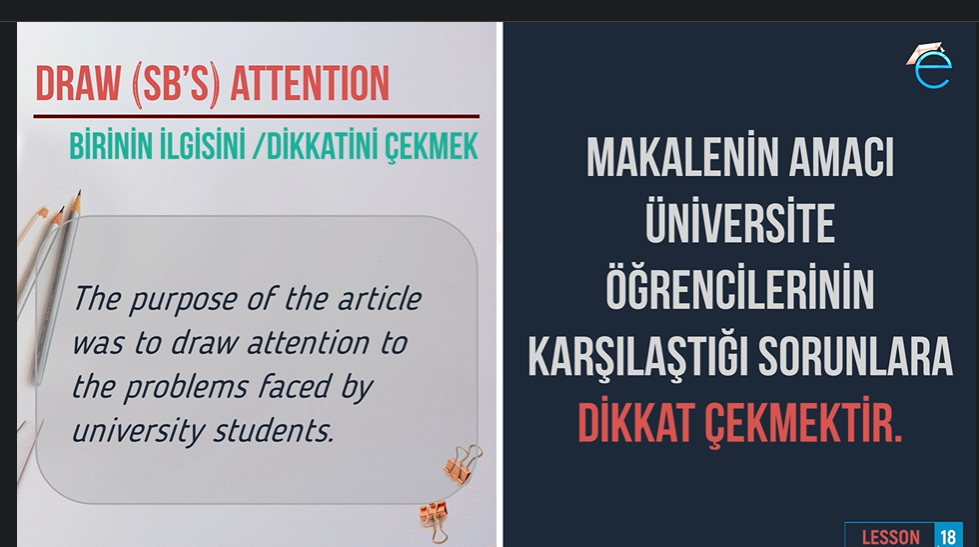 DRAW (SB'S) ATTENTION
BİRİNİN İLGİSİNİ /DİKKATİNİ ÇEKMEK
The purpose of the article
was to draw attention to
the problems faced by
university students.
e
MAKALENİN AMACI
ÜNİVERSİTE
ÖĞRENCİLERİNİN
KARŞILAŞTIĞI SORUNLARA
DİKKAT ÇEKMEKTİR.
LESSON 18